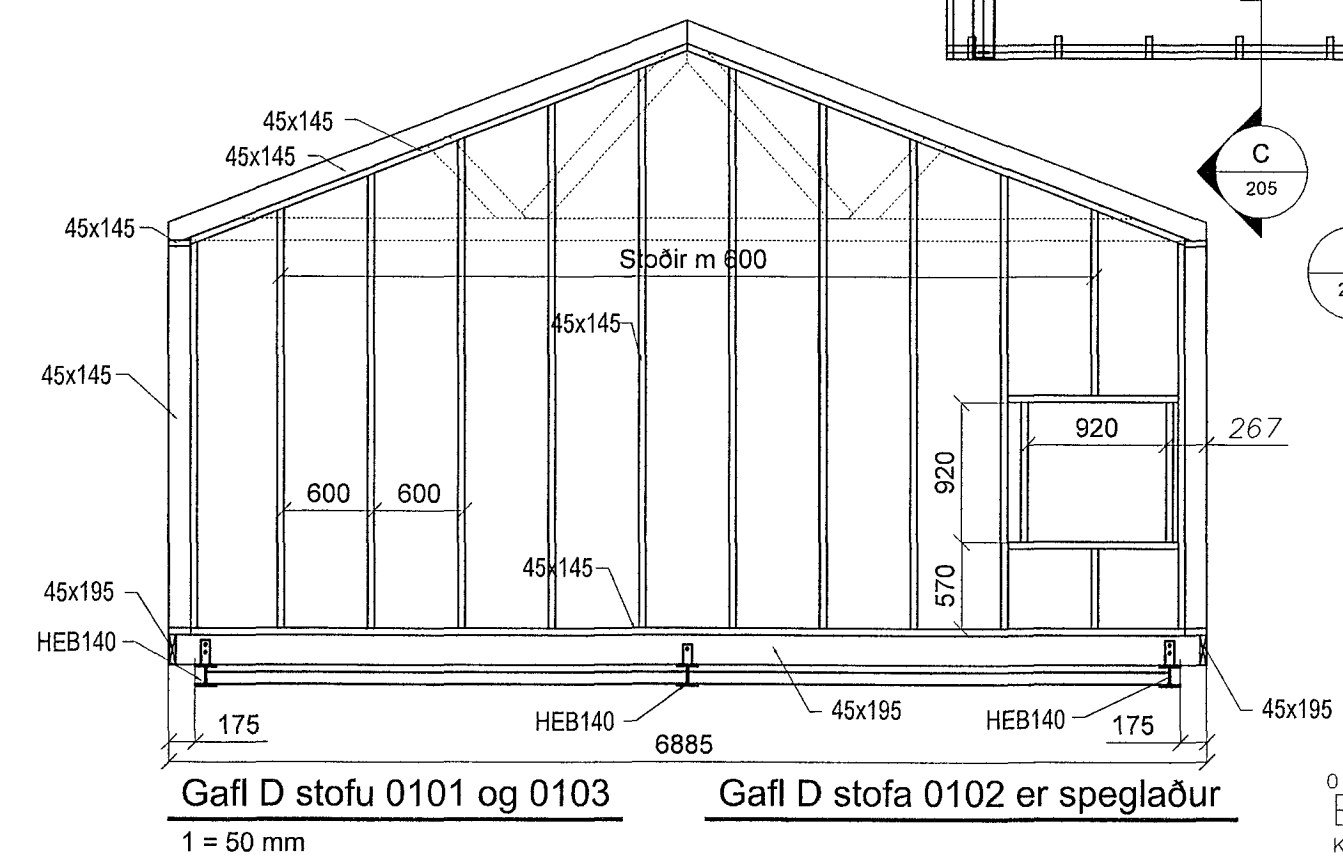 45x145
45x145
C
205
45x145
Stoðir m 600
45x145
45x145
920
267
920
600
600
45x145
570
45x195
HEB140
HEB140
45x195
HEB140
45x195
175
175
6885
Gafl D stofu 0101 og 0103
Gafl D stofa 0102 er speglaður
1 = 50 mm